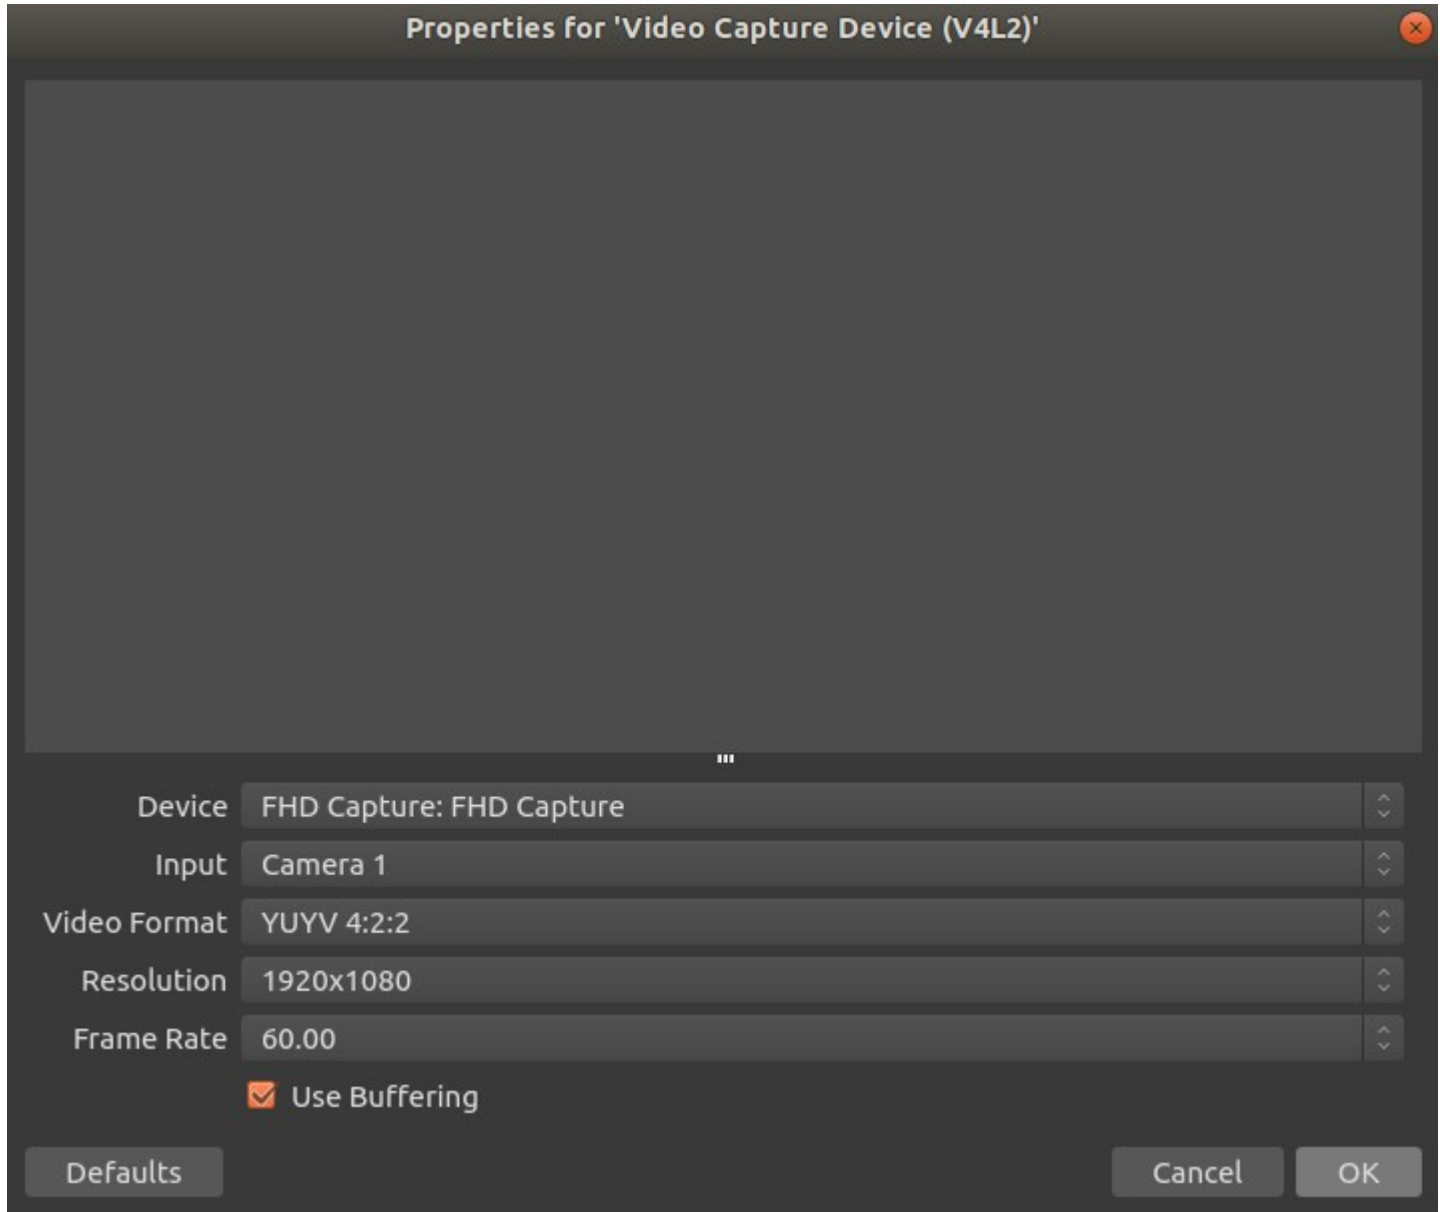 Properties for 'Video Capture Device (V4L2)'
Device FHD Capture: FHD Capture
Input Camera 1
Video Format YUYV 4:2:2
Resolution 1920x1080
Frame Rate 60.00
Use Buffering
Defaults Cancel OK